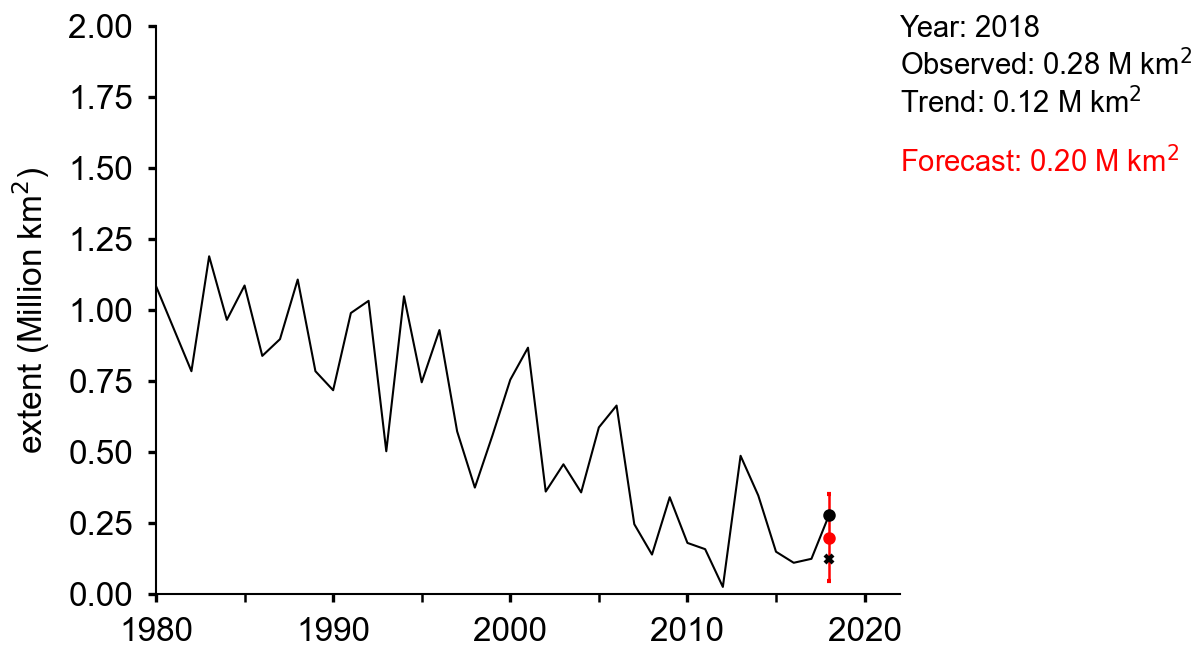 Year: 2018
Observed: 0.28 M km²
Trend: 0.12 M km²
Forecast: 0.20 M km²
extent (Million km²)
2.00
1.75
1.50
1.25
1.00
0.75
0.50
0.25
0.00
1980 1990 2000 2010 2020